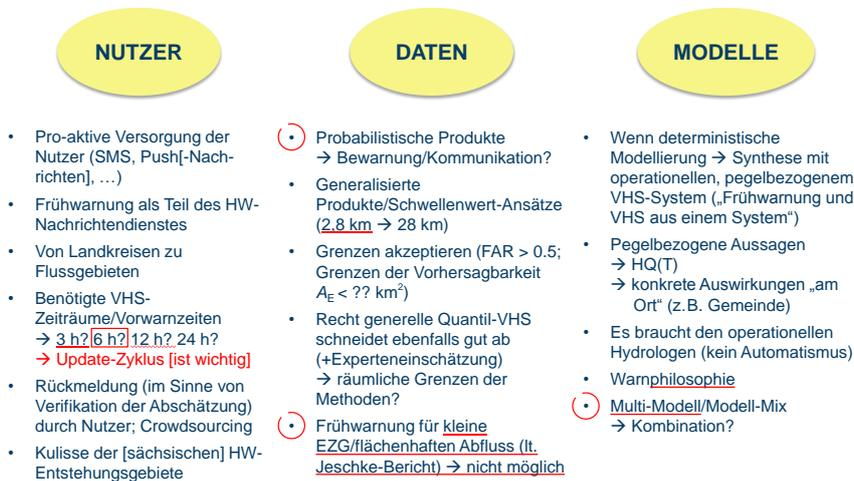 NUTZER
• Pro-aktive Versorgung der
Nutzer (SMS, Push[-Nach-
richten], …)
• Frühwarnung als Teil des HW-
Nachrichtendienstes
• Von Landkreisen zu
Flussgebieten
• Benötigte VHS-
Zeiträume/Vorwarnzeiten
→ 3 h? 6 h? 12 h? 24 h?
→ Update-Zyklus [ist wichtig]
• Rückmeldung (im Sinne von
Verifikation der Abschätzung)
durch Nutzer; Crowdsourcing
• Kulisse der [sächsischen] HW-
Entstehungsgebiete
DATEN
• Probabilistische Produkte
→ Bewarnung/Kommunikation?
• Generalisierte
Produkte/Schwellenwert-Ansätze
(2,8 km → 28 km)
• Grenzen akzeptieren (FAR > 0.5;
Grenzen der Vorhersagbarkeit
AE < ?? km²)
• Recht generelle Quantil-VHS
schneidet ebenfalls gut ab
(+Experteneinschätzung)
→ räumliche Grenzen der
Methoden?
• Frühwarnung für kleine
EZG/flächenhaften Abfluss (lt.
Jeschke-Bericht) → nicht möglich
MODELLE
• Wenn deterministische
Modellierung → Synthese mit
operationellen, pegelbezogenem
VHS-System („Frühwarnung und
VHS aus einem System“)
• Pegelbezogene Aussagen
→ HQ(T)
→ konkrete Auswirkungen „am
Ort“ (z.B. Gemeinde)
• Es braucht den operationellen
Hydrologen (kein Automatismus)
• Warnphilosophie
• Multi-Modell/Modell-Mix
→ Kombination?